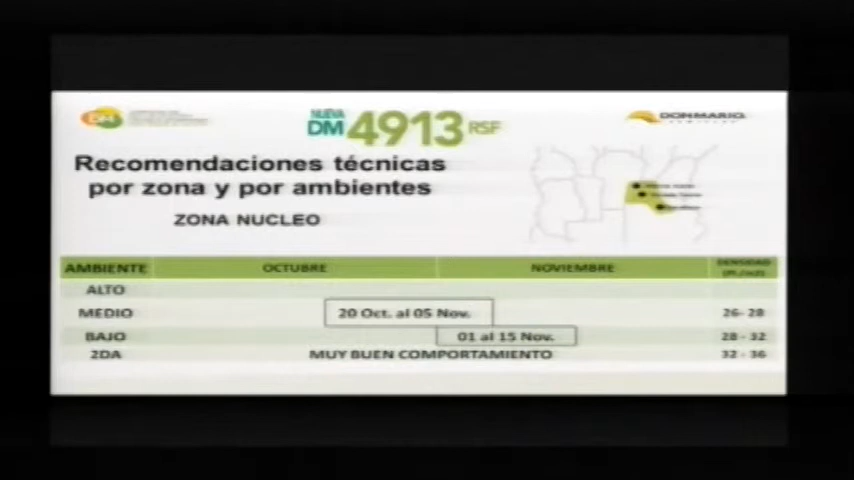 DM
NUEVA
DM 4913 RSF
DONMARIO
Recomendaciones técnicas
por zona y por ambientes
ZONA NUCLEO
AMBIENTE OCTUBRE NOVIEMBRE DENSIDAD
ALTO
MEDIO 20 Oct. al 05 Nov. 26- 28
BAJO 01 al 15 Nov. 28 - 32
2DA MUY BUEN COMPORTAMIENTO 32 - 36